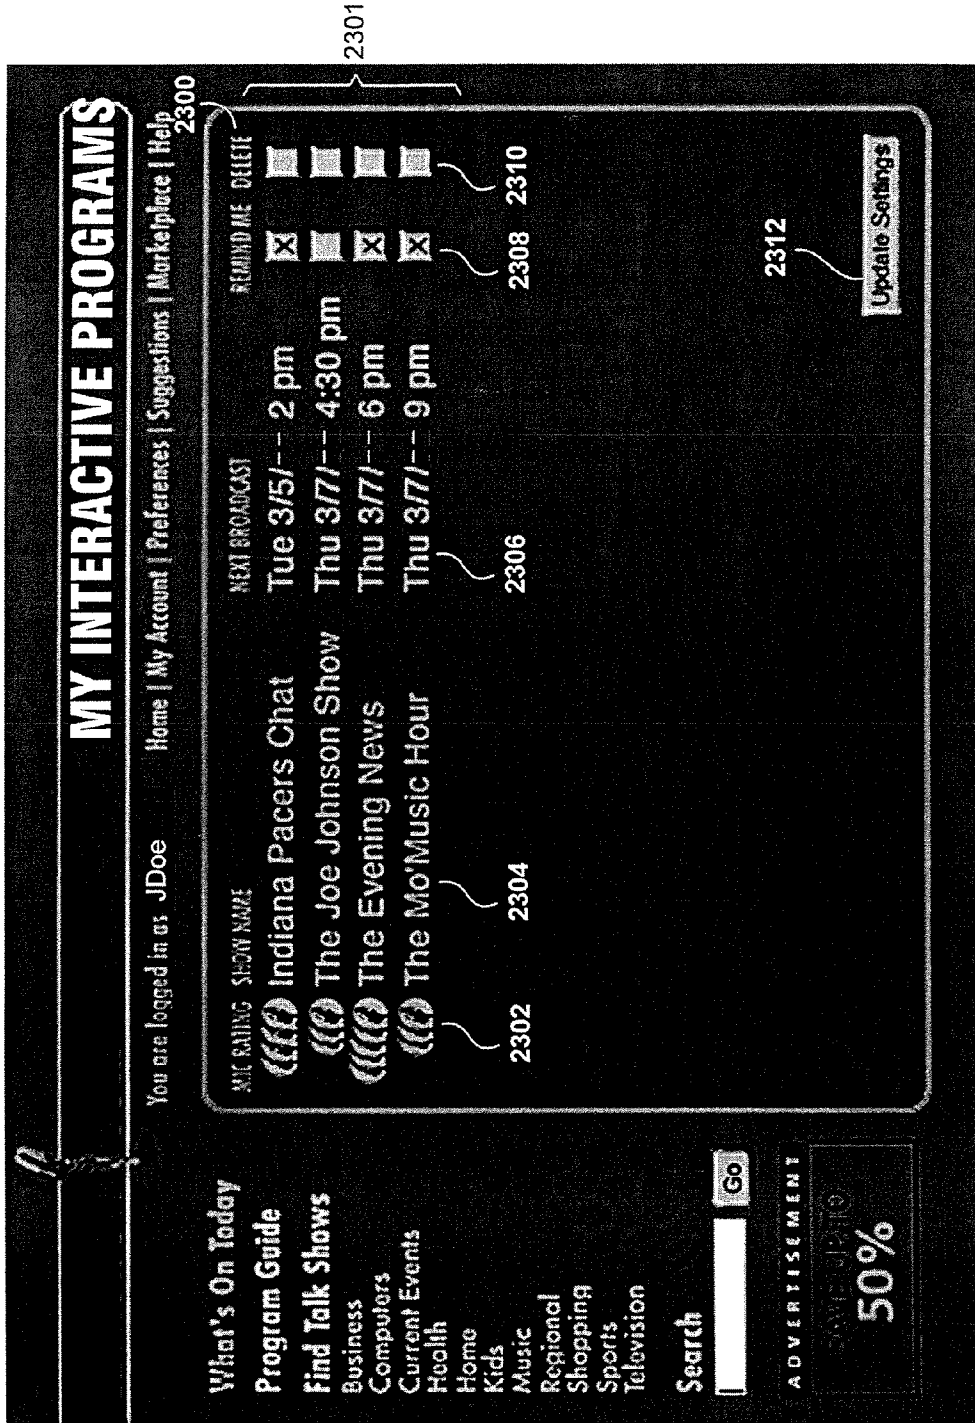 MY INTERACTIVE PROGRAMS
You are logged in as JDoe
Home | My Account | Preferences | Suggestions | Marketplace | Help
2300
2301
What's On Today
Program Guide
Find Talk Shows
Business
Computers
Current Events
Health
Home
Kids
Music
Regional
Shopping
Sports
Television
Search
Go
ADVERTISEMENT
50%
MIC RATING SHOW NAME NEXT BROADCAST REMIND ME DELETE
Indiana Pacers Chat Tue 3/5/-- 2 pm X
The Joe Johnson Show Thu 3/7/-- 4:30 pm
The Evening News Thu 3/7/-- 6 pm X
The Mo'Music Hour Thu 3/7/-- 9 pm X
2302 2304 2306 2308 2310
2312
Update Settings